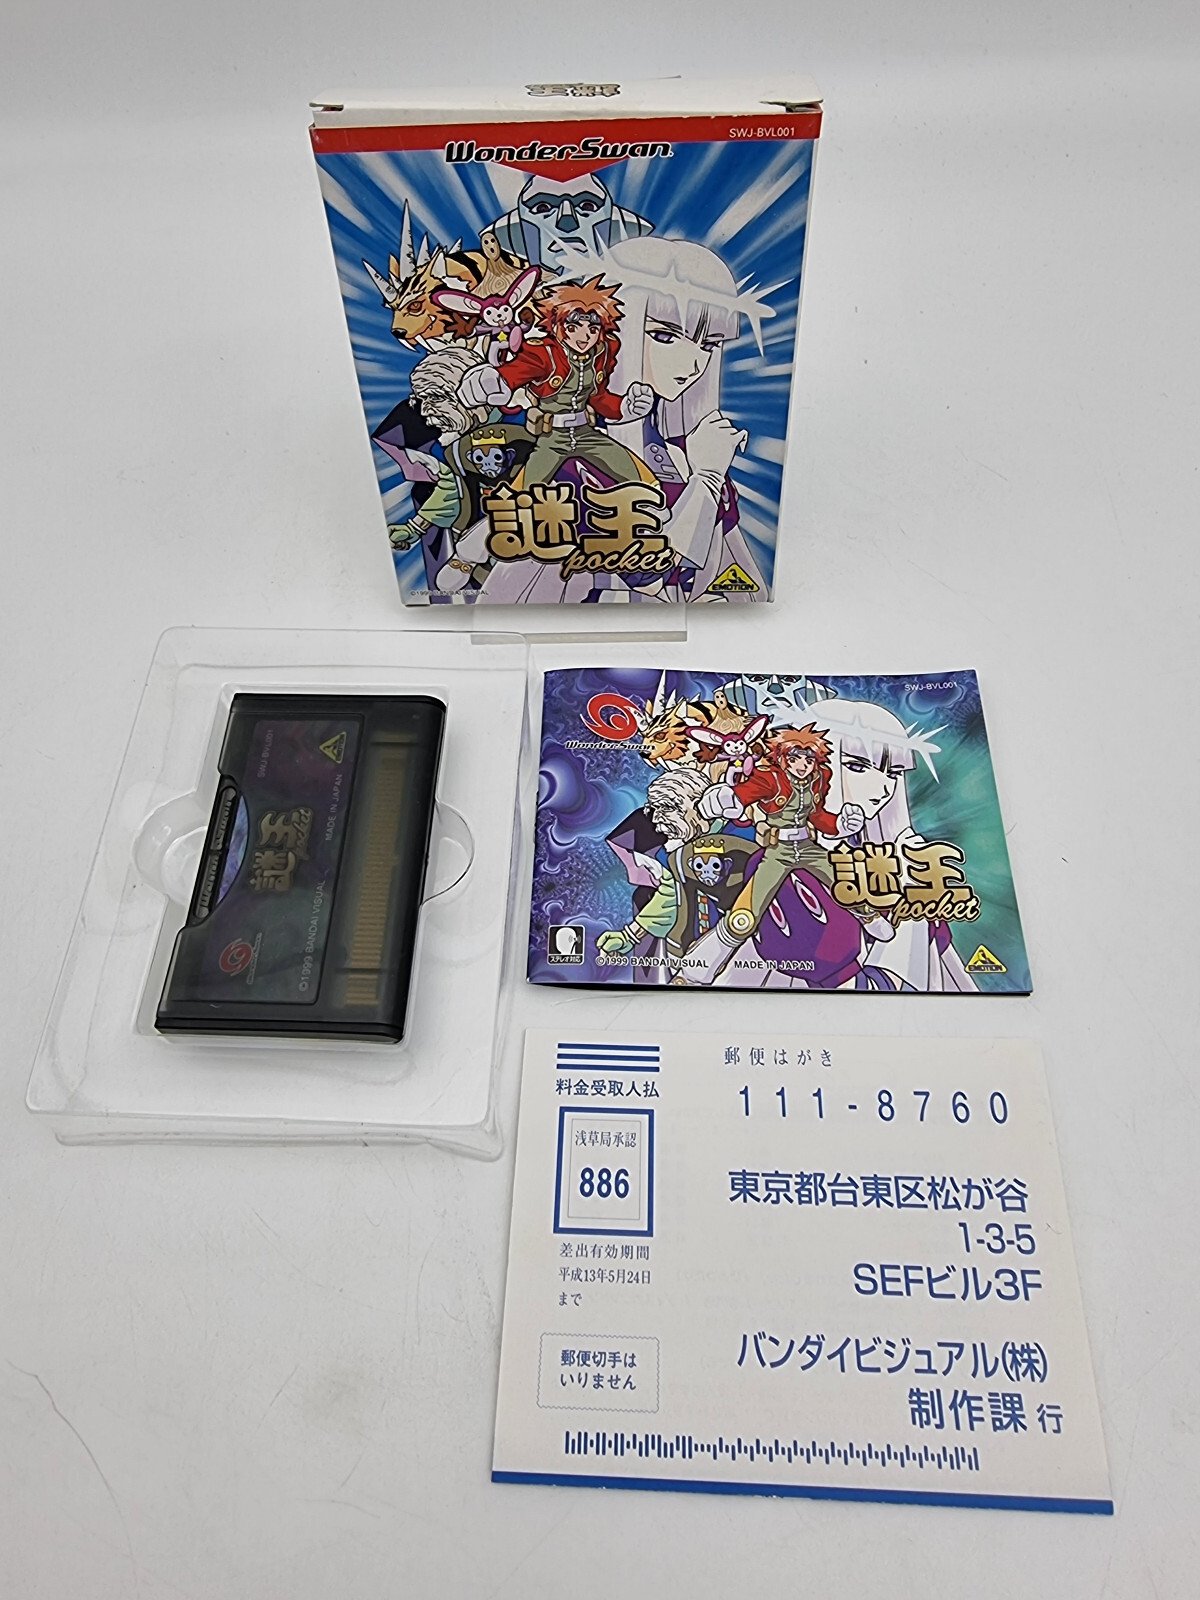 謎王
SWJ-BVL001
WonderSwan
謎王
pocket
©1999 BANDAI VISUAL
EMOTION
SWJ-BVL001
謎王
pocket
MADE IN JAPAN
©1999 BANDAI VISUAL
SWJ-BVL001
WonderSwan
謎王
pocket
ステレオ対応
©1999 BANDAI VISUAL
MADE IN JAPAN
EMOTION
郵便はがき
料金受取人払
111-8760
浅草局承認
886
差出有効期間
平成13年5月24日
まで
郵便切手は
いりません
東京都台東区松が谷
1-3-5
SEFビル3F
バンダイビジュアル(株)
制作課 行